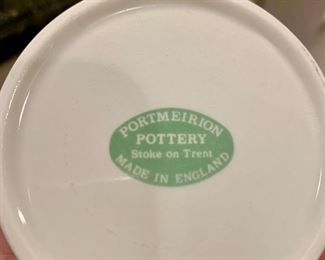 PORTMEIRION
POTTERY
Stoke on Trent
MADE IN ENGLAND